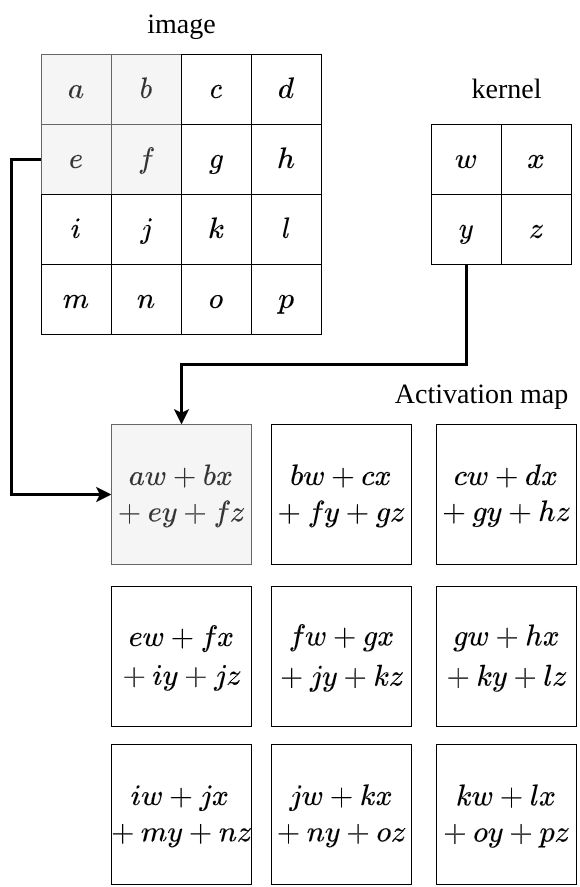 image
a b c d
kernel
e f g h
w x
i j k l
y z
m n o p
Activation map
aw + bx
+ ey + fz
bw + cx
+ fy + gz
cw + dx
+ gy + hz
ew + fx
+ iy + jz
fw + gx
+ jy + kz
gw + hx
+ ky + lz
iw + jx
+ my + nz
jw + kx
+ ny + oz
kw + lx
+ oy + pz